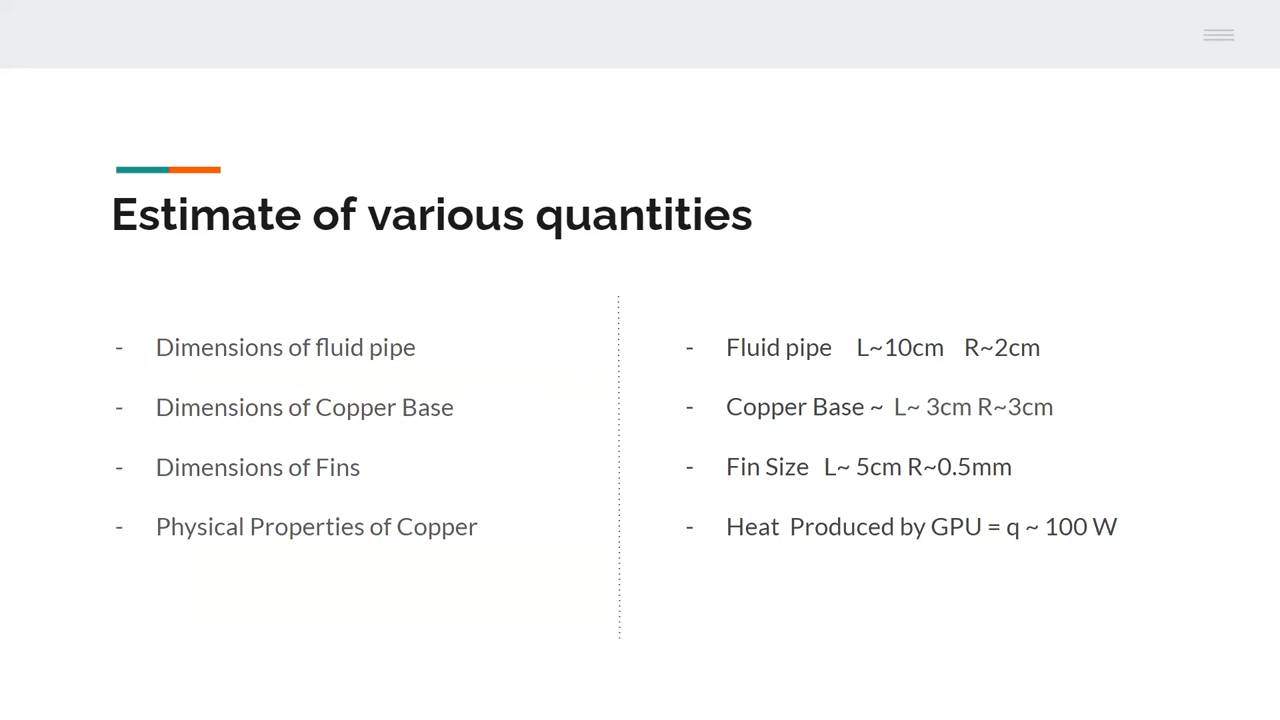 Estimate of various quantities
- Dimensions of fluid pipe
- Dimensions of Copper Base
- Dimensions of Fins
- Physical Properties of Copper
- Fluid pipe L~10cm R~2cm
- Copper Base ~ L~ 3cm R~3cm
- Fin Size L~ 5cm R~0.5mm
- Heat Produced by GPU = q ~ 100 W